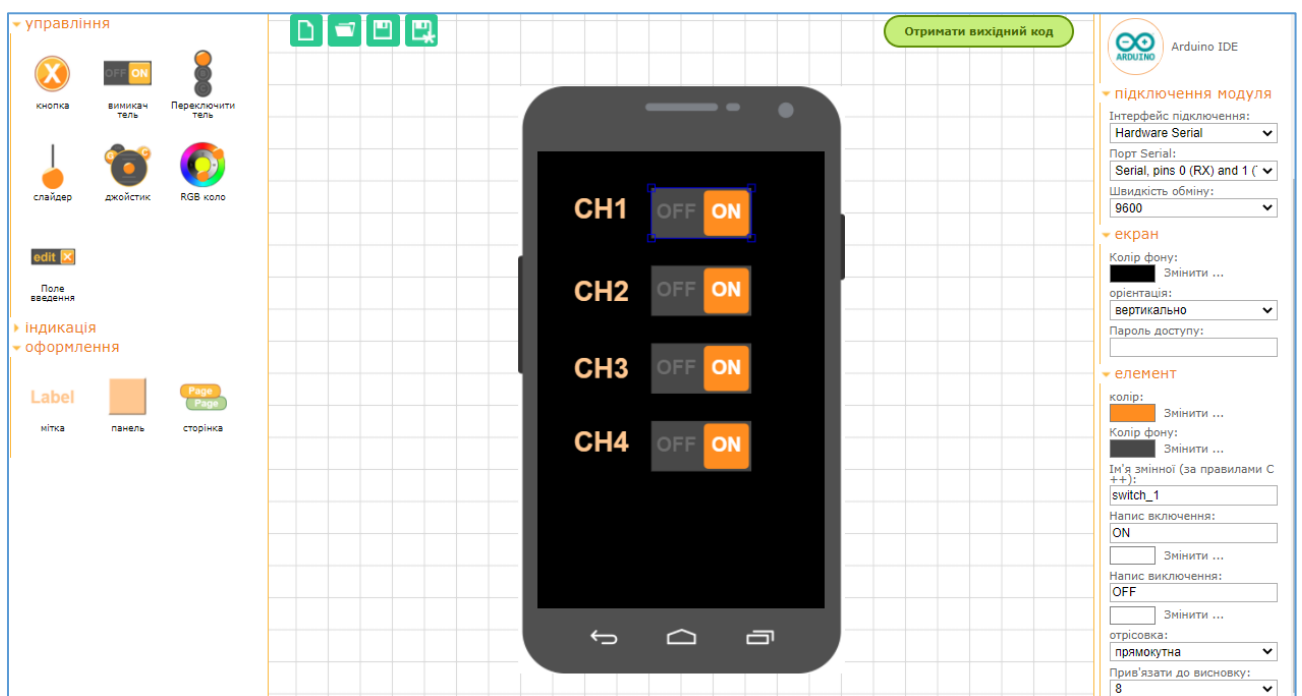 управління
OFF ON
кнопка
вимикач
тель
Переключити
тель
слайдер
джойстик
RGB коло
edit
Поле
введення
індикація
оформлення
Label
Page
Page
мітка
панель
сторінка
Отримати вихідний код
CH1 OFF ON
CH2 OFF ON
CH3 OFF ON
CH4 OFF ON
ARDUINO
Arduino IDE
підключення модуля
Інтерфейс підключення:
Hardware Serial
Порт Serial:
Serial, pins 0 (RX) and 1 (
Швидкість обміну:
9600
екран
Колір фону:
Змінити ...
орієнтація:
вертикально
Пароль доступу:
елемент
колір:
Змінити ...
Колір фону:
Змінити ...
Ім'я змінної (за правилами C
++):
switch_1
Напис включення:
ON
Змінити ...
Напис виключення:
OFF
Змінити ...
отрісовка:
прямокутна
Прив'язати до висновку:
8